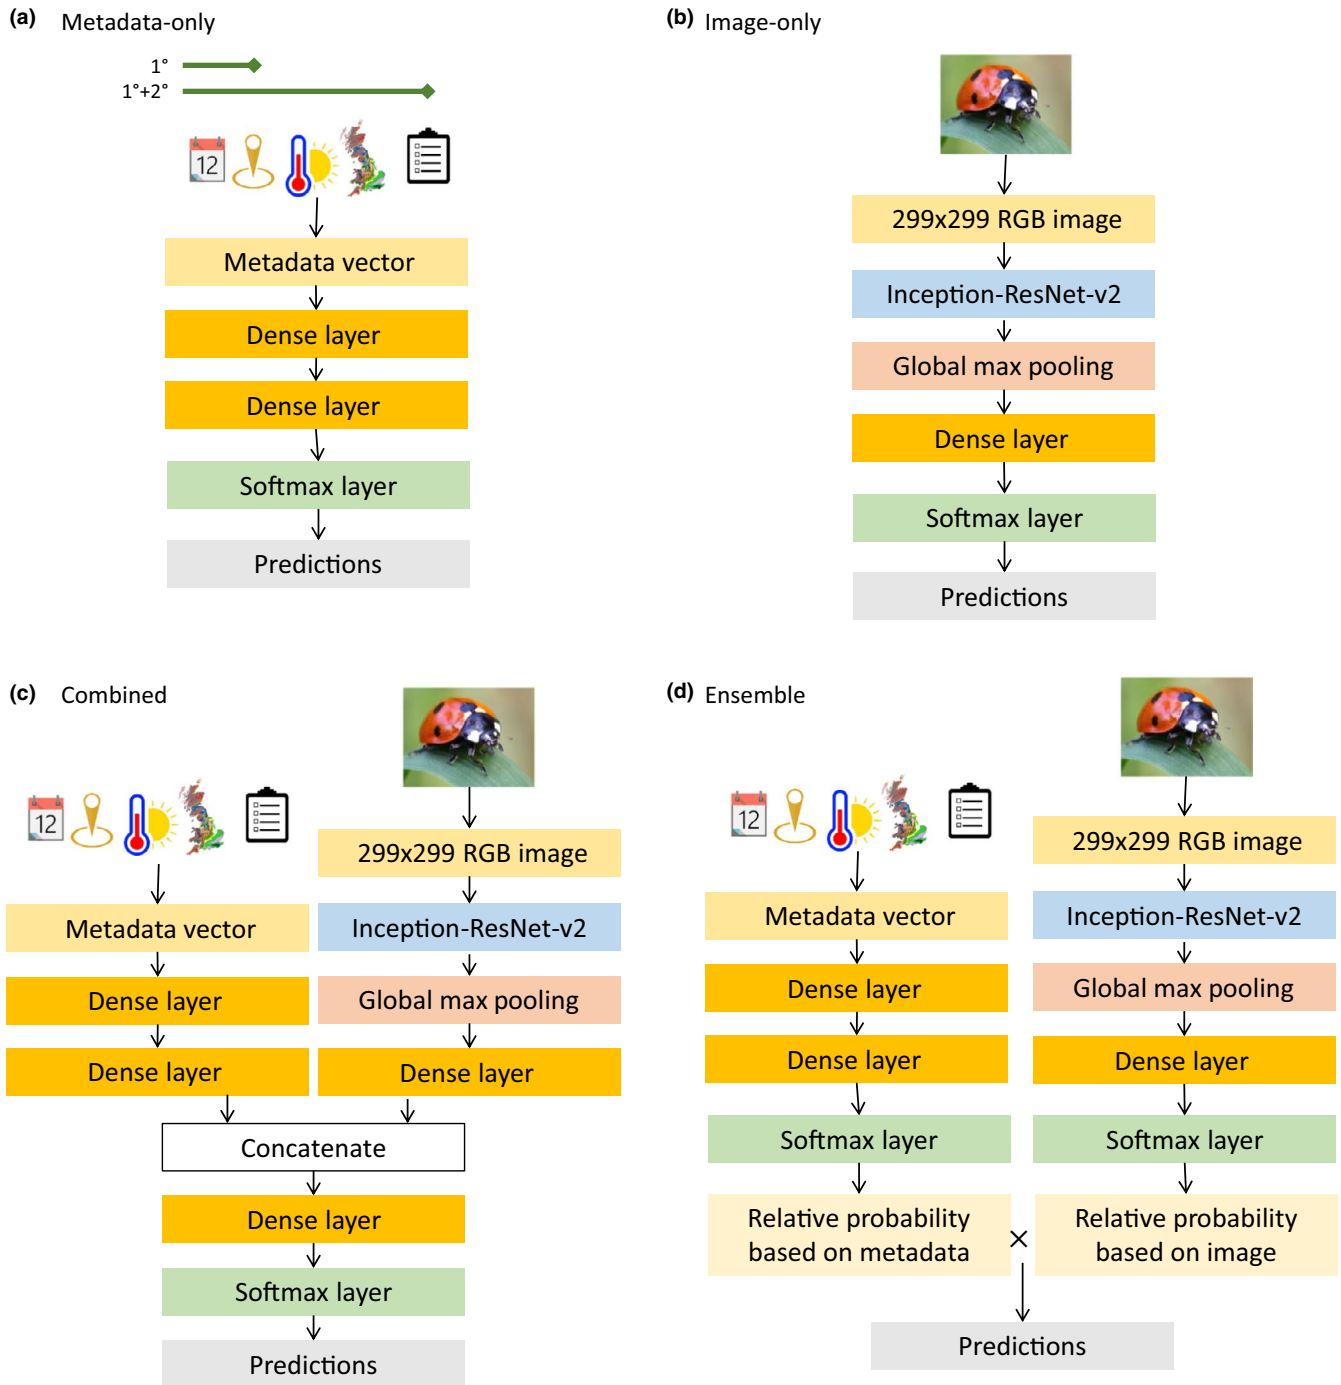 (a) Metadata-only
1°
1°+2°
12
Metadata vector
Dense layer
Dense layer
Softmax layer
Predictions
(b) Image-only
299x299 RGB image
Inception-ResNet-v2
Global max pooling
Dense layer
Softmax layer
Predictions
(c) Combined
12
Metadata vector
Dense layer
Dense layer
299x299 RGB image
Inception-ResNet-v2
Global max pooling
Dense layer
Concatenate
Dense layer
Softmax layer
Predictions
(d) Ensemble
12
Metadata vector
Dense layer
Dense layer
Softmax layer
Relative probability
based on metadata
×
299x299 RGB image
Inception-ResNet-v2
Global max pooling
Dense layer
Softmax layer
Relative probability
based on image
Predictions